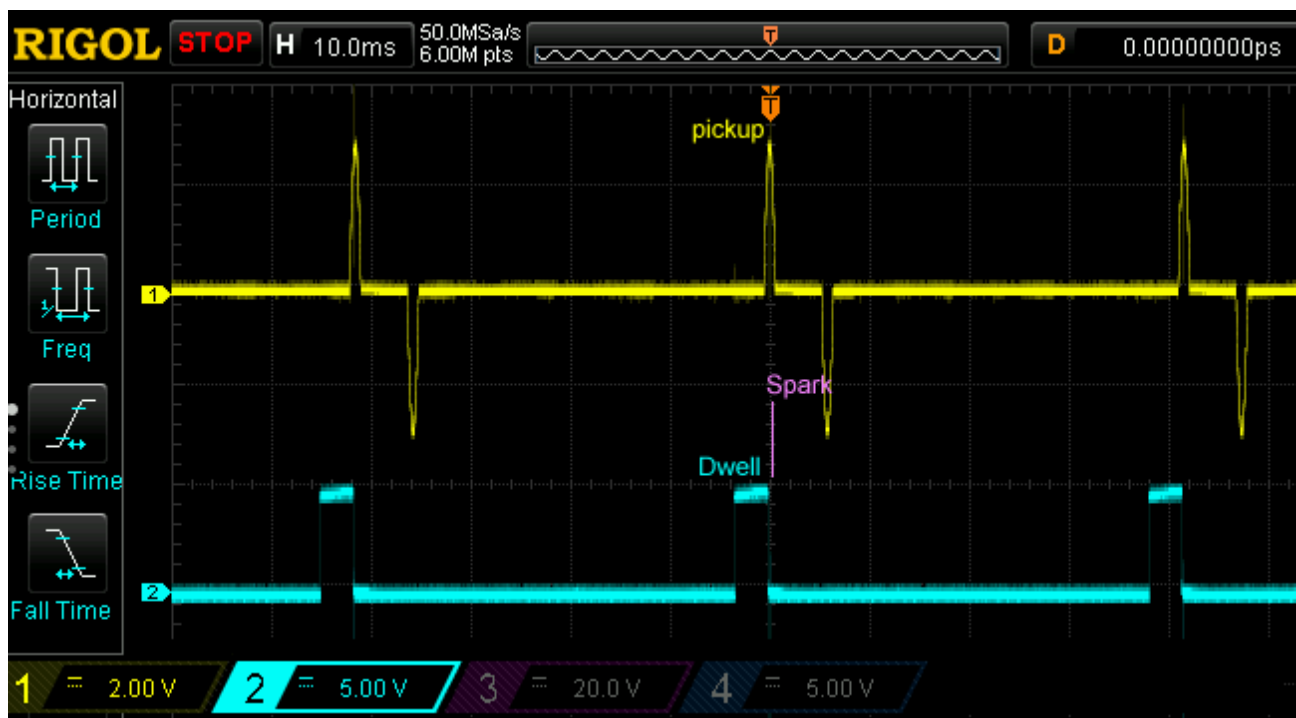 RIGOL STOP H 10.0ms 50.0MSa/s D 0.00000000ps
6.00M pts
T
Horizontal
T
pickup
Period
1
Freq
Spark
Dwell
Rise Time
2
Fall Time
1 2.00 V 2 5.00 V 3 20.0 V 4 5.00 V